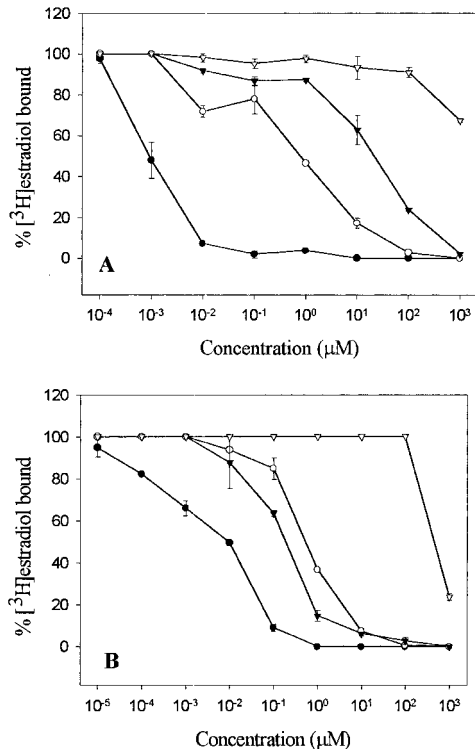 120
100
80
60
40
20
0
% [³H]estradiol bound
A
10⁻⁴ 10⁻³ 10⁻² 10⁻¹ 10⁰ 10¹ 10² 10³
Concentration (μM)
120
100
80
60
40
20
0
% [³H]estradiol bound
B
10⁻⁵ 10⁻⁴ 10⁻³ 10⁻² 10⁻¹ 10⁰ 10¹ 10² 10³
Concentration (μM)